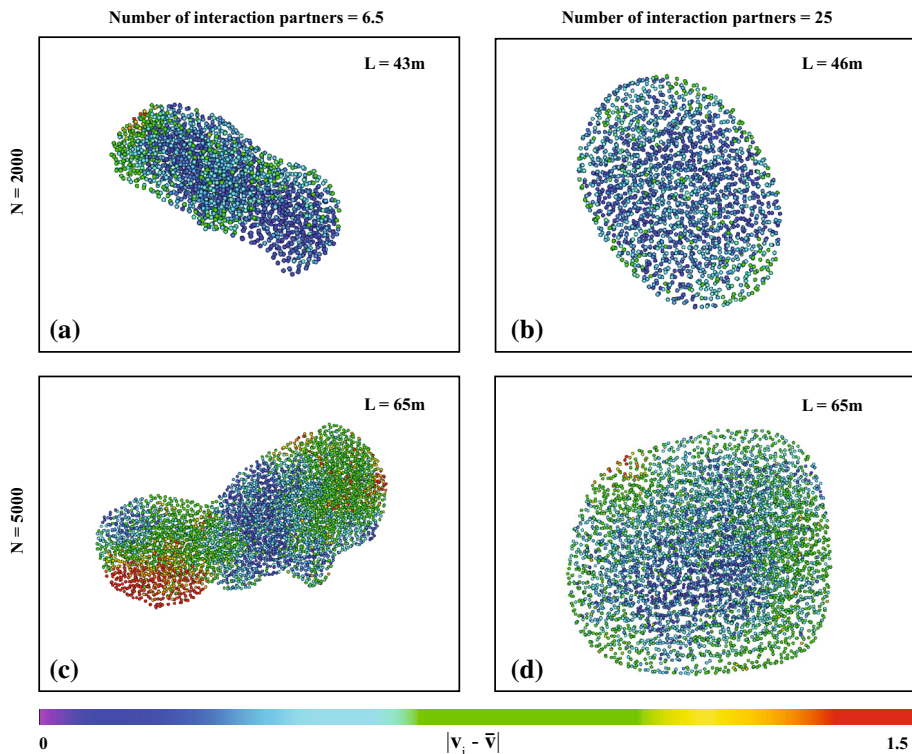 Number of interaction partners = 6.5
Number of interaction partners = 25
N = 2000
L = 43m
(a)
L = 46m
(b)
N = 5000
L = 65m
(c)
L = 65m
(d)
0
|v_i - v̄|
1.5